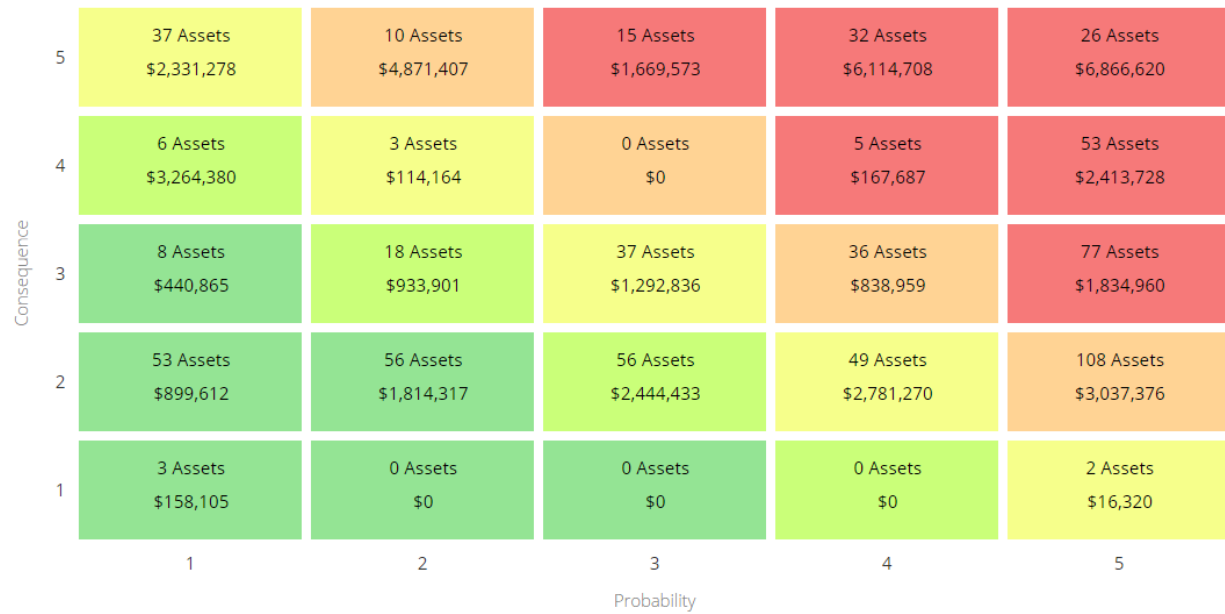 37 Assets
$2,331,278
10 Assets
$4,871,407
15 Assets
$1,669,573
32 Assets
$6,114,708
26 Assets
$6,866,620
5
6 Assets
$3,264,380
3 Assets
$114,164
0 Assets
$0
5 Assets
$167,687
53 Assets
$2,413,728
4
8 Assets
$440,865
18 Assets
$933,901
37 Assets
$1,292,836
36 Assets
$838,959
77 Assets
$1,834,960
3
Consequence
53 Assets
$899,612
56 Assets
$1,814,317
56 Assets
$2,444,433
49 Assets
$2,781,270
108 Assets
$3,037,376
2
3 Assets
$158,105
0 Assets
$0
0 Assets
$0
0 Assets
$0
2 Assets
$16,320
1
1 2 3 4 5
Probability